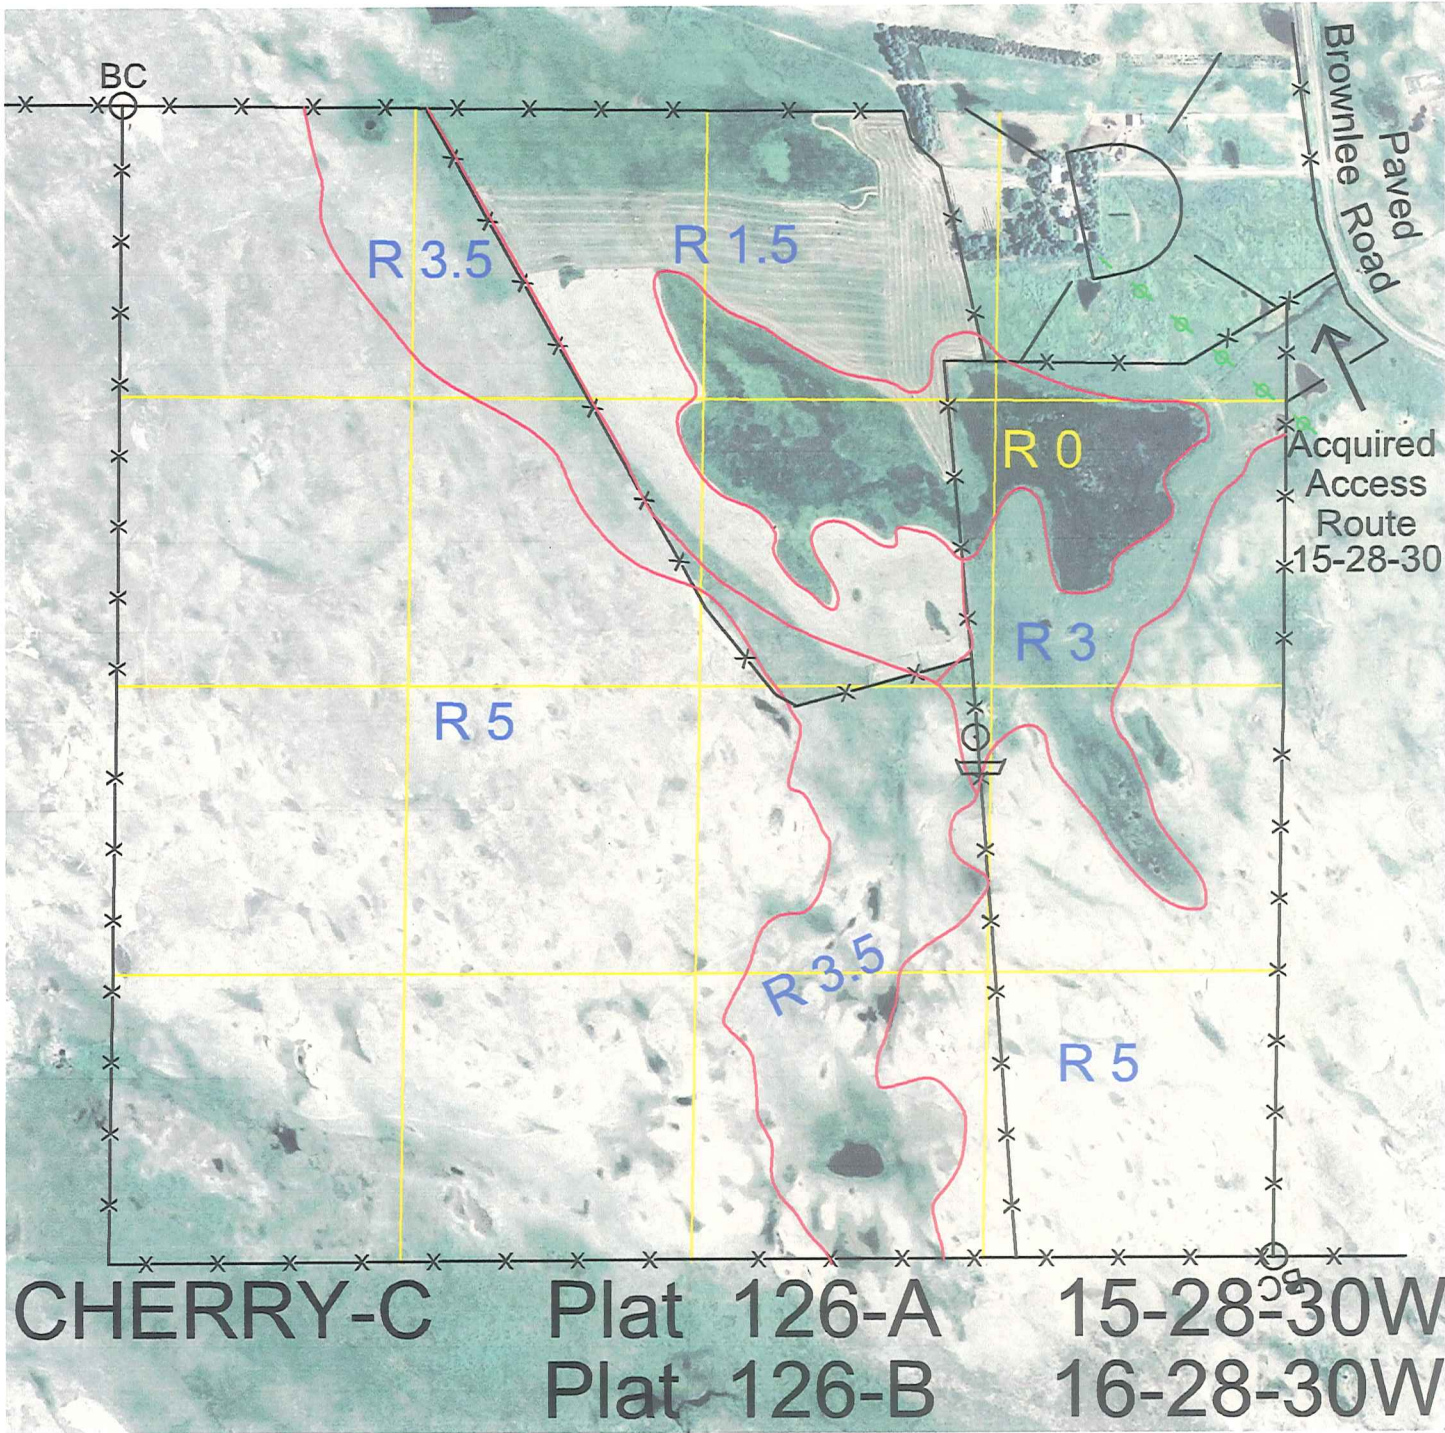 BC
Paved
Brownlee Road
R 3.5
R 1.5
R 0
Acquired
Access
Route
15-28-30
R 3
R 5
R 3.5
R 5
BC
CHERRY-C Plat 126-A 15-28-30W
Plat 126-B 16-28-30W